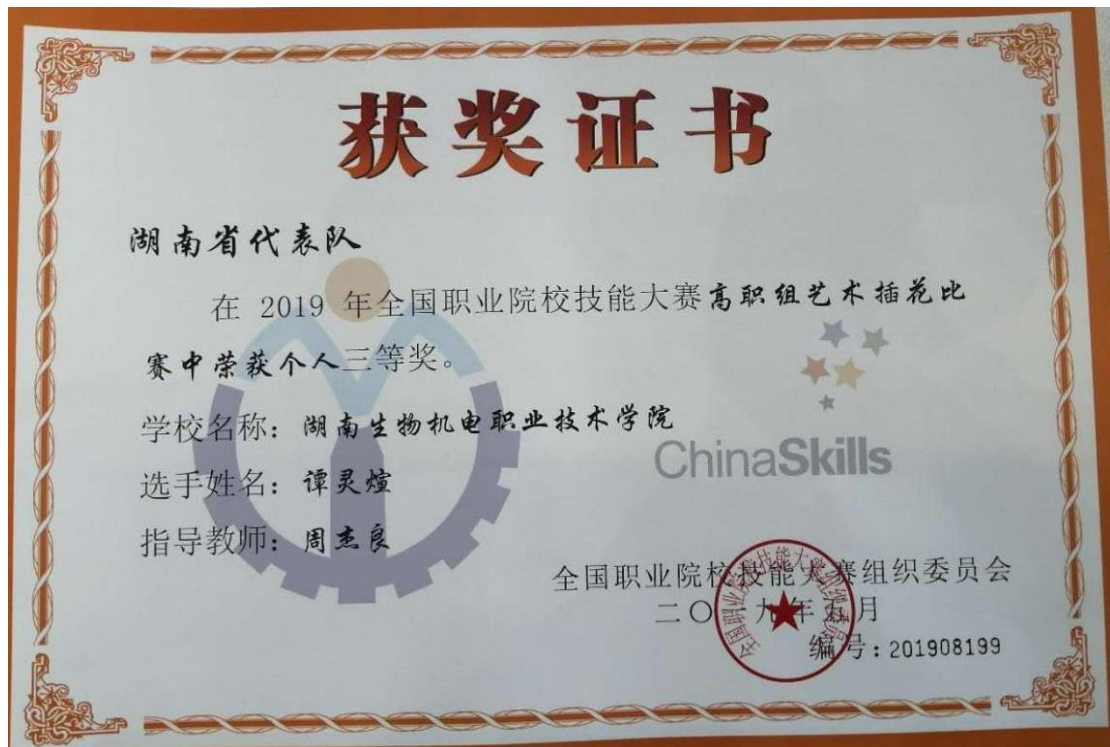 获奖证书
湖南省代表队
在 2019 年全国职业院校技能大赛高职组艺术插花比
赛中荣获个人三等奖。
学校名称：湖南生物机电职业技术学院
ChinaSkills
选手姓名：谭灵煊
指导教师：周杰良
全国职业院校技能大赛组织委员会
二〇一九年五月
编号：201908199